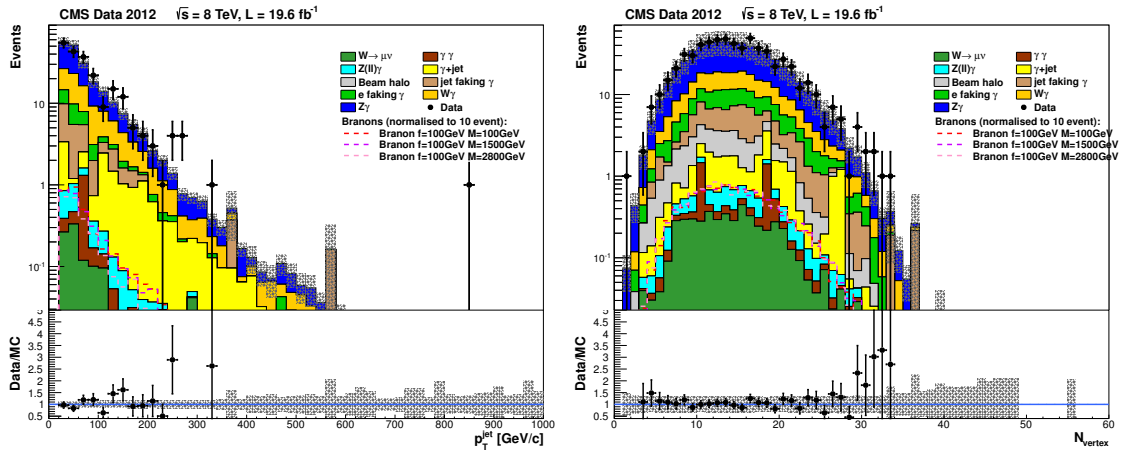 CMS Data 2012 √s = 8 TeV, L = 19.6 fb⁻¹
Events
W→ μν
γ γ
Z(ll)γ
γ+jet
Beam halo
jet faking γ
e faking γ
Wγ
Zγ
Data
Branons (normalised to 10 event):
Branon f=100GeV M=100GeV
Branon f=100GeV M=1500GeV
Branon f=100GeV M=2800GeV
10
1
10⁻¹
Data/MC
5
4.5
4
3.5
3
2.5
2
1.5
1
0.5
0 100 200 300 400 500 600 700 800 900 1000
p_T^jet [GeV/c]
CMS Data 2012 √s = 8 TeV, L = 19.6 fb⁻¹
Events
W→ μν
γ γ
Z(ll)γ
γ+jet
Beam halo
jet faking γ
e faking γ
Wγ
Zγ
Data
Branons (normalised to 10 event):
Branon f=100GeV M=100GeV
Branon f=100GeV M=1500GeV
Branon f=100GeV M=2800GeV
10
1
10⁻¹
Data/MC
5
4.5
4
3.5
3
2.5
2
1.5
1
0.5
0 10 20 30 40 50 60
N_vertex